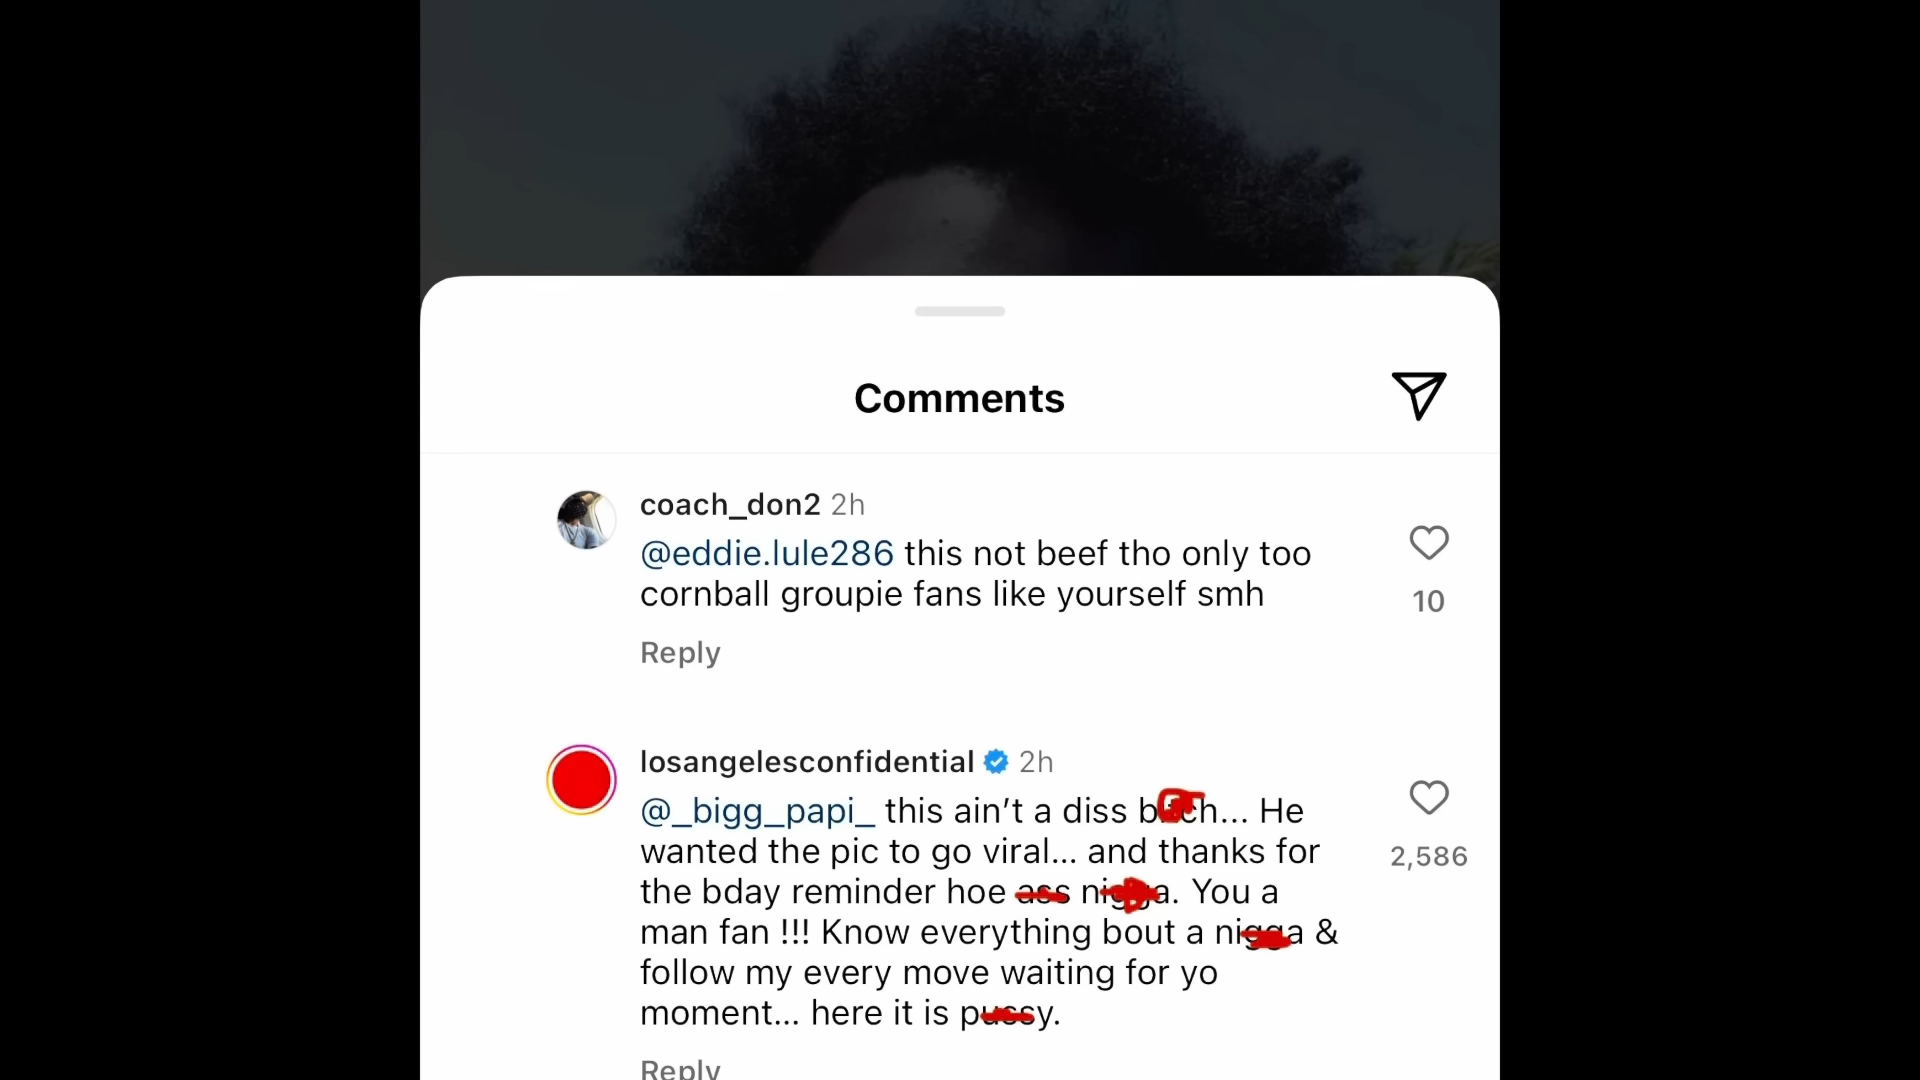 Comments
coach_don2 2h
@eddie.lule286 this not beef tho only too
cornball groupie fans like yourself smh
10
Reply
losangelesconfidential 2h
@_bigg_papi_ this ain't a diss bitch... He
wanted the pic to go viral... and thanks for
the bday reminder hoe ass nigga. You a
man fan !!! Know everything bout a nigga &
follow my every move waiting for yo
moment... here it is pussy.
2,586
Reply